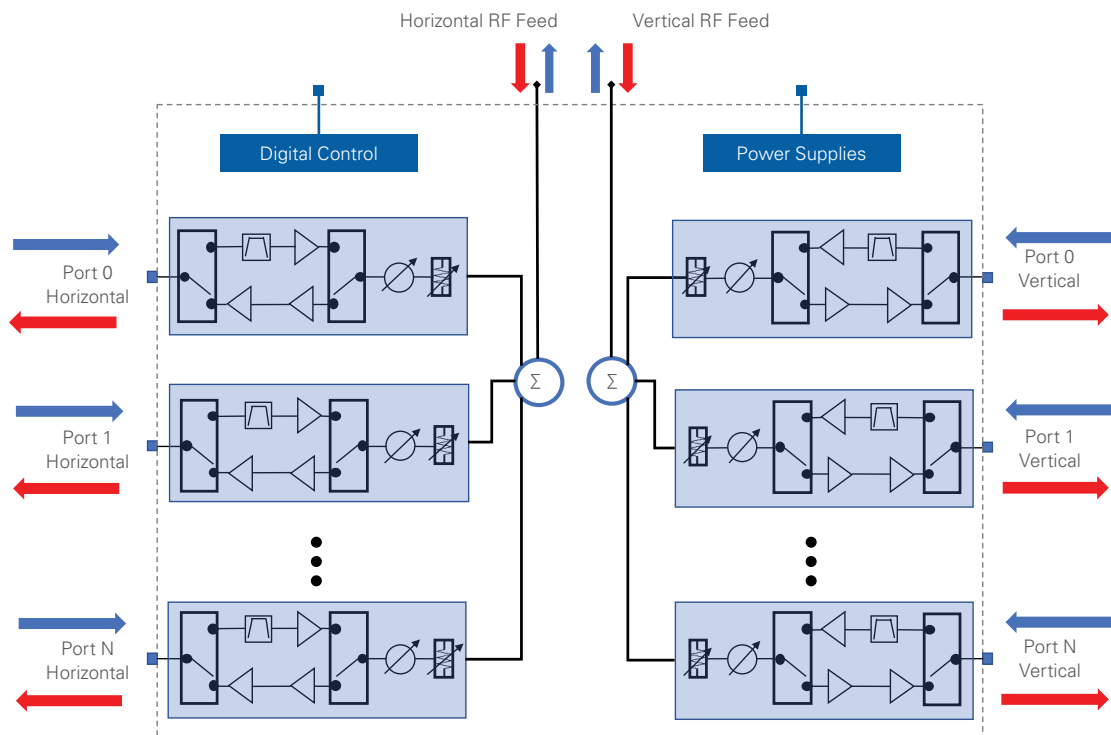 Horizontal RF Feed
Vertical RF Feed
Digital Control
Power Supplies
Port 0
Horizontal
Port 0
Vertical
Σ
Σ
Port 1
Horizontal
Port 1
Vertical
Port N
Horizontal
Port N
Vertical